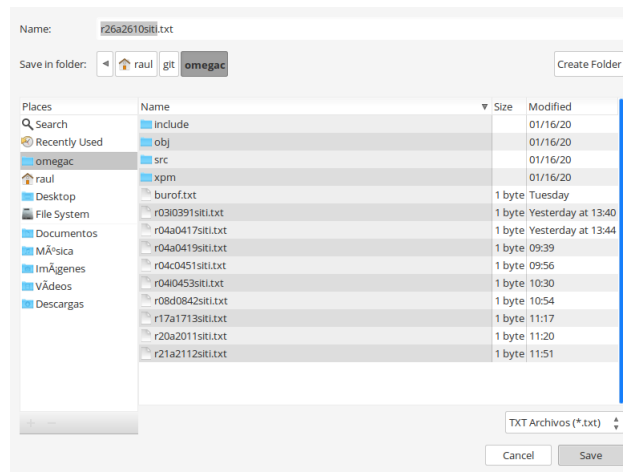 Name: r26a2610siti.txt
Save in folder: raul git omegac Create Folder
Places Name Size Modified
Search include 01/16/20
Recently Used obj 01/16/20
omegac src 01/16/20
raul xpm 01/16/20
Desktop burof.txt 1 byte Tuesday
File System r03i0391siti.txt 1 byte Yesterday at 13:40
Documentos r04a0417siti.txt 1 byte Yesterday at 13:44
MÃºsica r04a0419siti.txt 1 byte 09:39
ImÃ¡genes r04c0451siti.txt 1 byte 09:56
VÃdeos r04i0453siti.txt 1 byte 10:30
Descargas r08d0842siti.txt 1 byte 10:54
r17a1713siti.txt 1 byte 11:17
r20a2011siti.txt 1 byte 11:20
r21a2112siti.txt 1 byte 11:51
TXT Archivos (*.txt)
Cancel Save